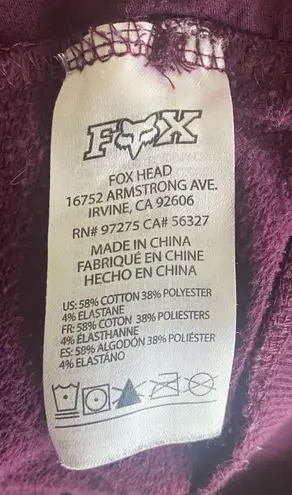 FOX
FOX HEAD
16752 ARMSTRONG AVE.
IRVINE, CA 92606
RN# 97275 CA# 56327
MADE IN CHINA
FABRIQUÉ EN CHINE
HECHO EN CHINA
US: 58% COTTON 38% POLYESTER
4% ELASTANE
FR: 58% COTON 38% POLIESTERS
4% ÉLASTHANNE
ES: 58% ALGODÓN 38% POLIÉSTER
4% ELASTÁNO